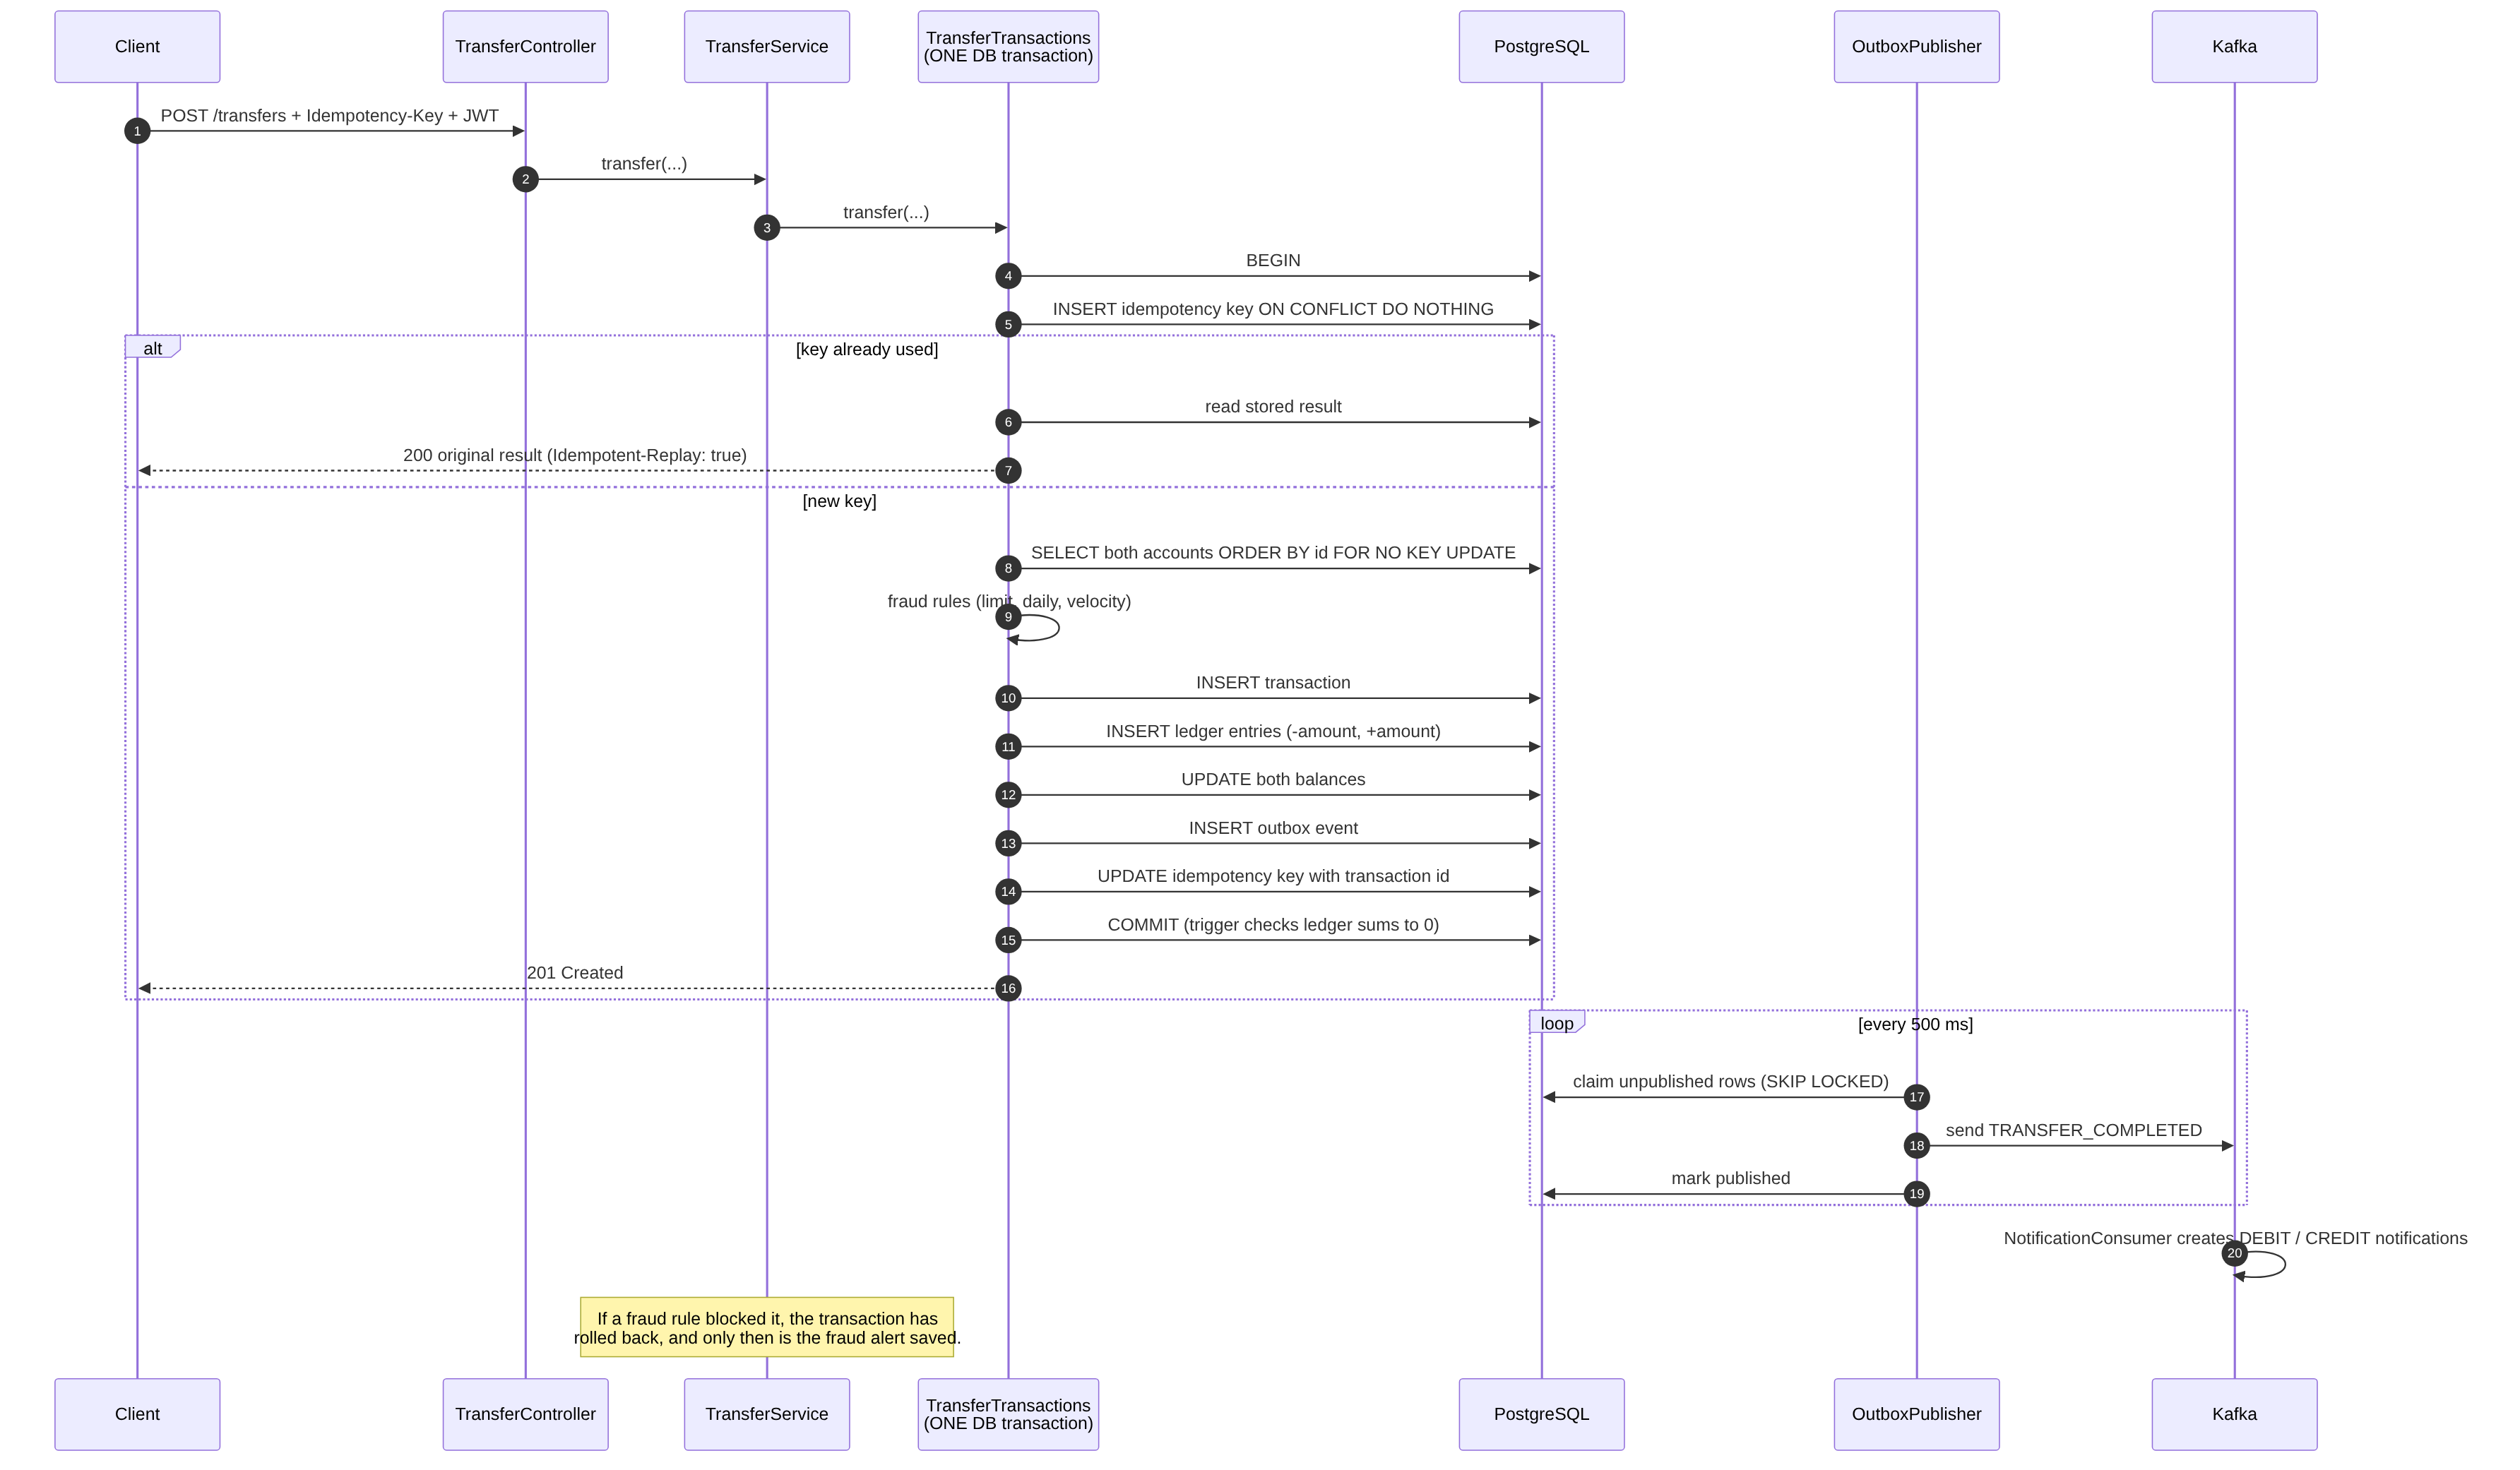 Client
TransferController
TransferService
TransferTransactions
(ONE DB transaction)
PostgreSQL
OutboxPublisher
Kafka
1
POST /transfers + Idempotency-Key + JWT
2
transfer(...)
3
transfer(...)
4
BEGIN
5
INSERT idempotency key ON CONFLICT DO NOTHING
alt
[key already used]
6
read stored result
200 original result (Idempotent-Replay: true)
7
[new key]
8
SELECT both accounts ORDER BY id FOR NO KEY UPDATE
fraud rules (limit, daily, velocity)
9
10
INSERT transaction
11
INSERT ledger entries (-amount, +amount)
12
UPDATE both balances
13
INSERT outbox event
14
UPDATE idempotency key with transaction id
15
COMMIT (trigger checks ledger sums to 0)
201 Created
16
loop
[every 500 ms]
claim unpublished rows (SKIP LOCKED)
17
18
send TRANSFER_COMPLETED
mark published
19
NotificationConsumer creates DEBIT / CREDIT notifications
20
If a fraud rule blocked it, the transaction has
rolled back, and only then is the fraud alert saved.
Client
TransferController
TransferService
TransferTransactions
(ONE DB transaction)
PostgreSQL
OutboxPublisher
Kafka